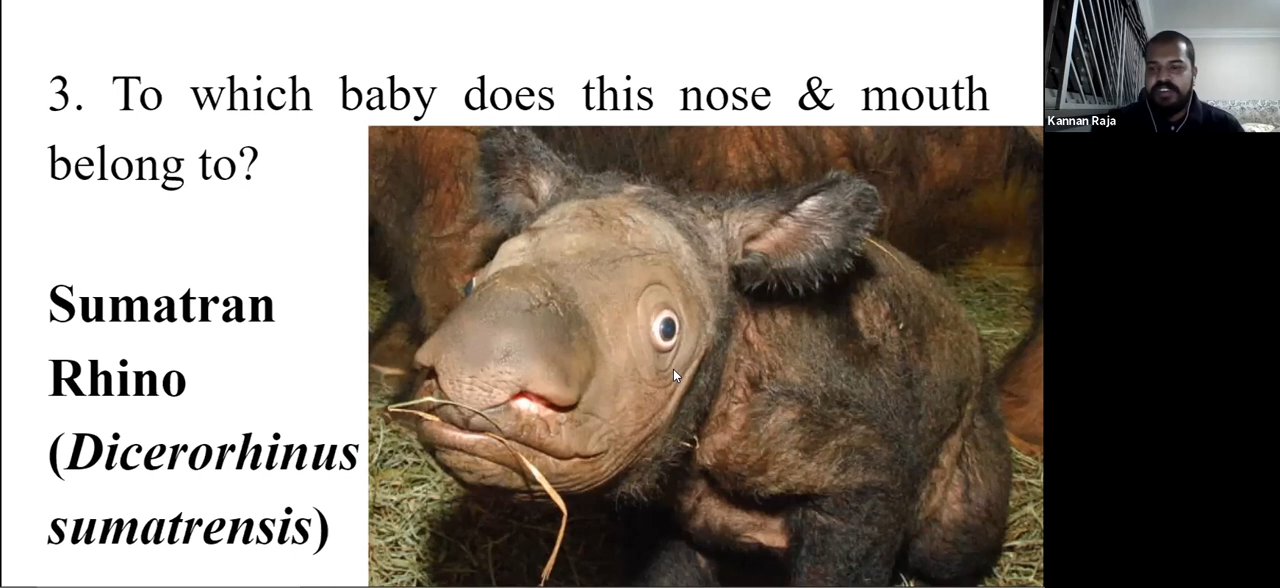 3. To which baby does this nose & mouth
belong to?
Sumatran
Rhino
(Dicerorhinus
sumatrensis)
Kannan Raja